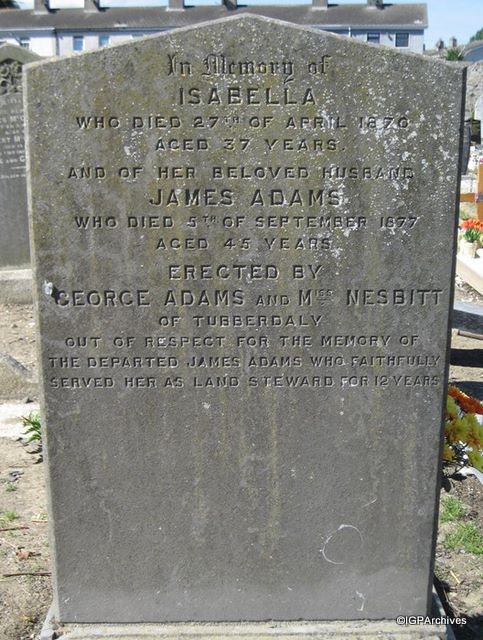 In Memory of
ISABELLA
WHO DIED 27TH OF APRIL 1870
AGED 37 YEARS.
AND OF HER BELOVED HUSBAND
JAMES ADAMS
WHO DIED 5TH OF SEPTEMBER 1877
AGED 45 YEARS.
ERECTED BY
GEORGE ADAMS AND MISS NESBITT
OF TUBBERDALY
OUT OF RESPECT FOR THE MEMORY OF
THE DEPARTED JAMES ADAMS WHO FAITHFULLY
SERVED HER AS LAND STEWARD FOR 12 YEARS
©IGPArchives